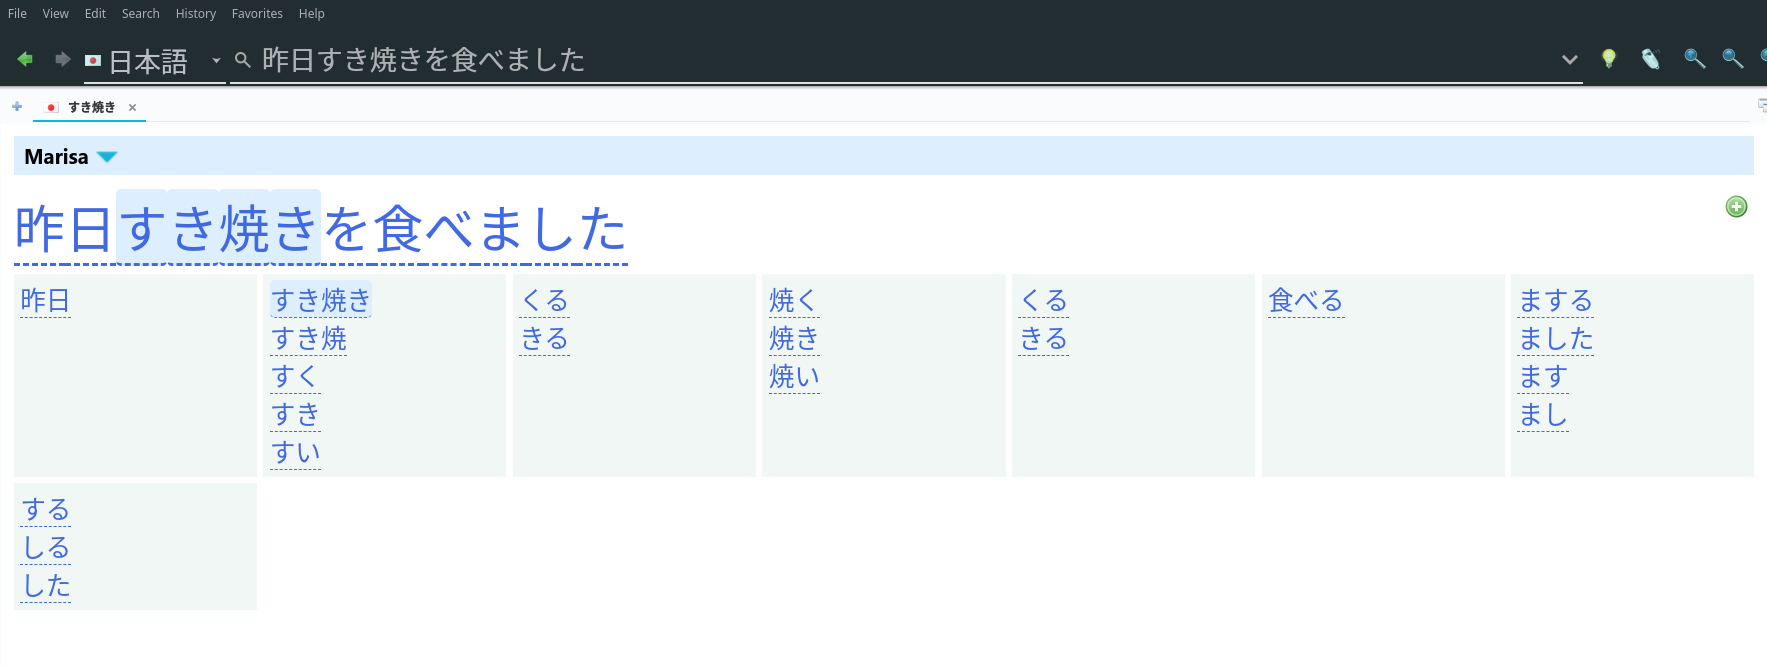 File View Edit Search History Favorites Help
日本語 昨日すき焼きを食べました
すき焼き
Marisa
昨日すき焼きを食べました
昨日
すき焼き
すき焼
すく
すき
すい
くる
きる
焼く
焼き
焼い
くる
きる
食べる
まする
ました
ます
まし
する
しる
した